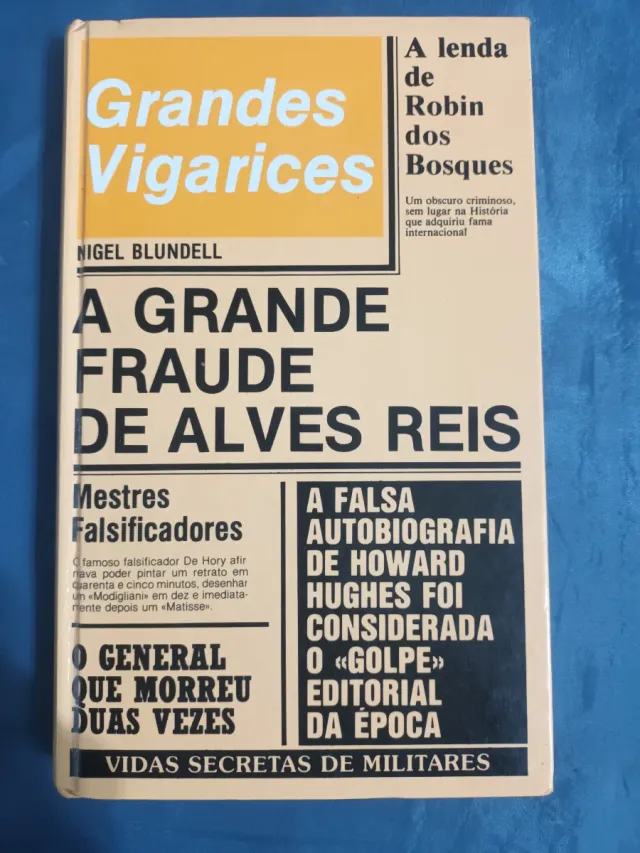 Grandes
Vigarices
NIGEL BLUNDELL
A lenda
de
Robin
dos
Bosques
Um obscuro criminoso,
sem lugar na História
que adquiriu fama
internacional
A GRANDE
FRAUDE
DE ALVES REIS
Mestres
Falsificadores
O famoso falsificador De Hory afir
mava poder pintar um retrato em
quarenta e cinco minutos, desenhar
um «Modigliani» em dez e imediata-
mente depois um «Matisse».
O GENERAL
QUE MORREU
DUAS VEZES
A FALSA
AUTOBIOGRAFIA
DE HOWARD
HUGHES FOI
CONSIDERADA
O «GOLPE»
EDITORIAL
DA ÉPOCA
VIDAS SECRETAS DE MILITARES